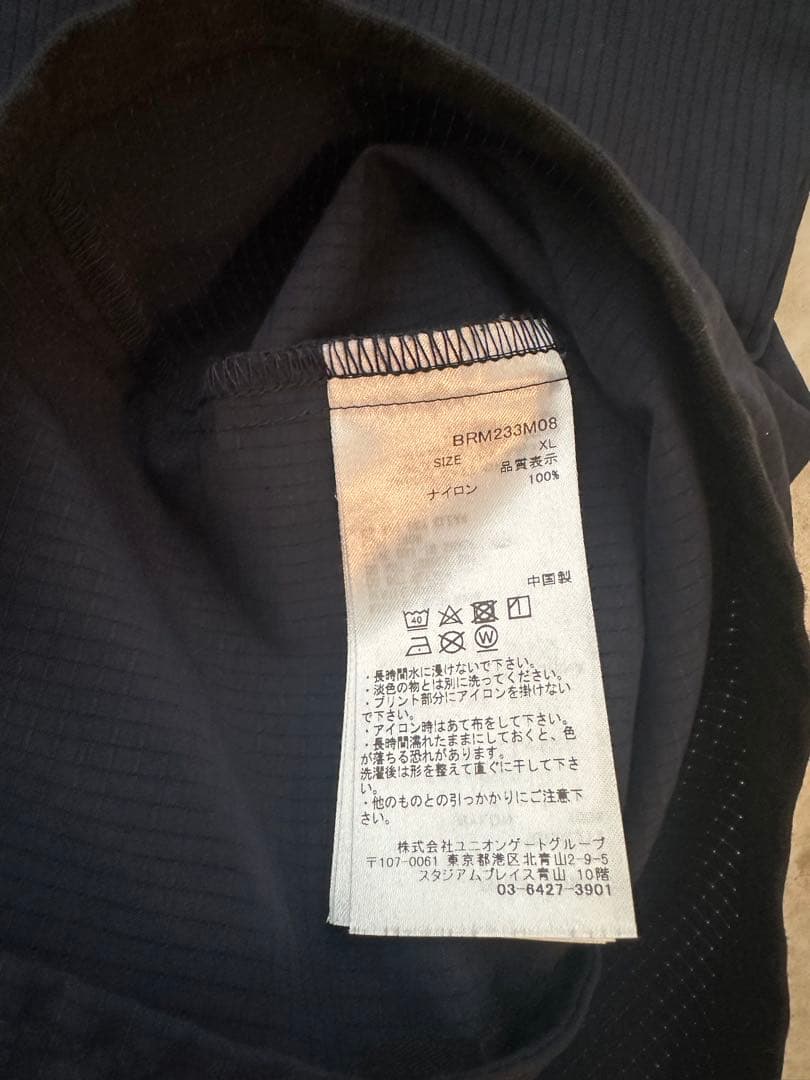 BRM233M08
SIZE XL
品質表示
ナイロン 100%
中国製
40
W
・長時間水に浸けないで下さい。
・淡色の物とは別に洗ってください。
・プリント部分にアイロンを掛けない
で下さい。
・アイロン時はあて布をして下さい。
・長時間濡れたままにしておくと、色
が落ちる恐れがあります。
洗濯後は形を整えて直ぐに干して下さ
い。
・他のものとの引っかかりにご注意下
さい。
株式会社ユニオンゲートグループ
〒107-0061 東京都港区北青山2-9-5
スタジアムプレイス青山 10階
03-6427-3901